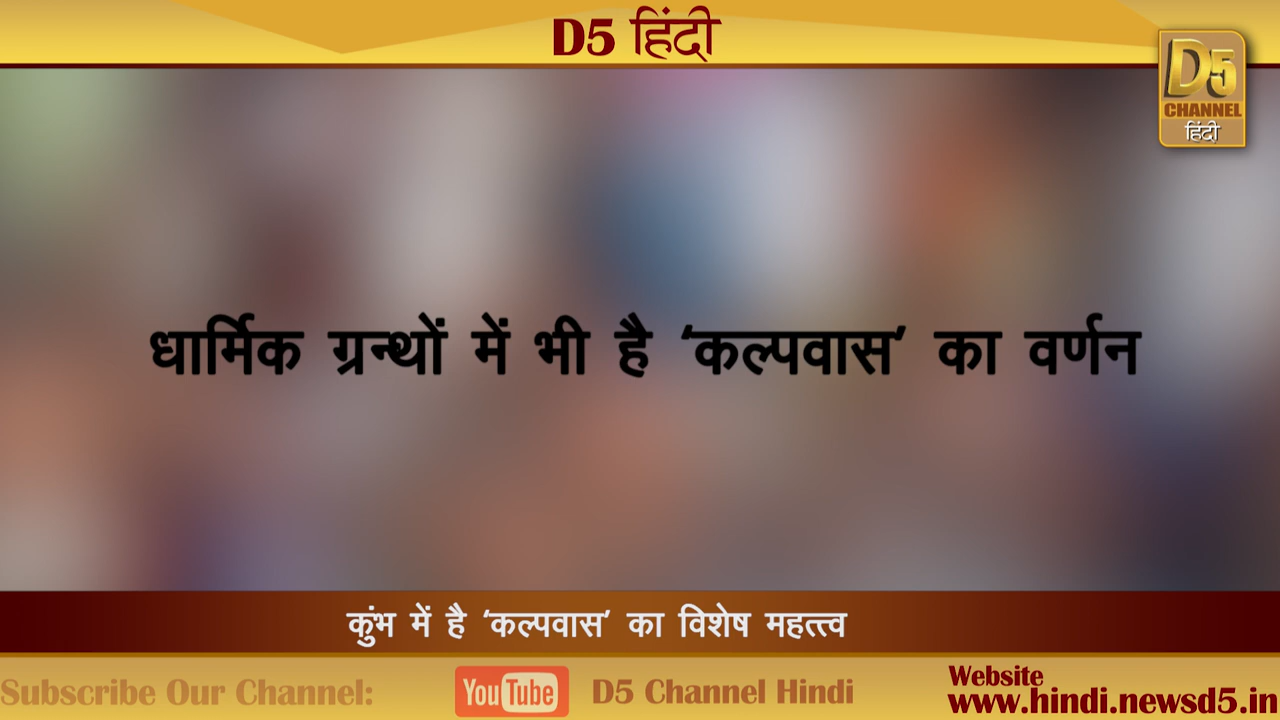 D5 हिंदी
D5
CHANNEL
हिंदी
धार्मिक ग्रन्थों में भी है ‘कल्पवास’ का वर्णन
कुंभ में है ‘कल्पवास’ का विशेष महत्त्व
Subscribe Our Channel:
YouTube
D5 Channel Hindi
Website
www.hindi.newsd5.in